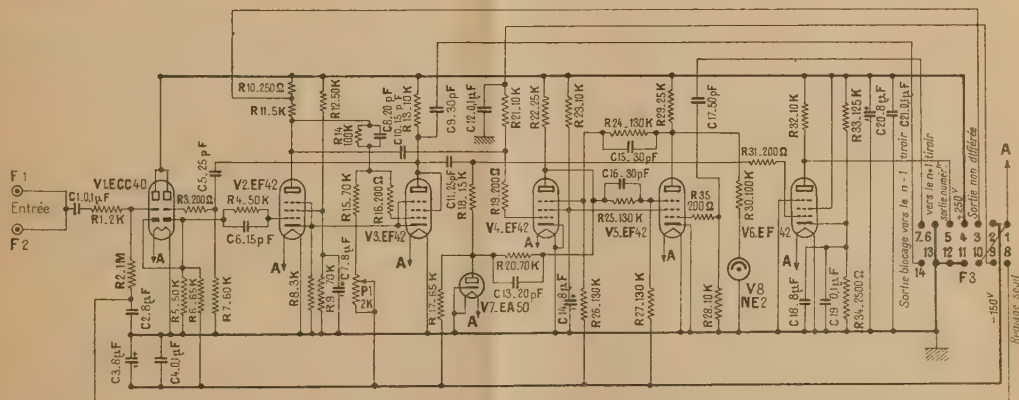 F1
Entrée
F2
C1.0,1µF
R1.2K
V1.ECC40
A
R2.1M
C2.8µF
C3.8µF
C4.0,1µF
R3.200Ω
R5.50K
R6.65K
R7.60K
C5.25pF
R4.50K
C6.15pF
R10.250Ω
R11.5K
V2.EF42
A
R8.3K
R12.50K
R9.70K
R14
C8.20pF
C10.15pF
R15.70K
R16.200Ω
C7.8µF
P1
2K
R13.10K
V3.EF42
A
C9.30pF
C11.25pF
R17.65K
R18.15K
C12.0,1µF
V7.EA50
A
R20.70K
C13.20pF
R19.200Ω
R21.10K
R22.25K
V4.EF42
A
C14.8µF
R23.10K
R26.130K
R24.130K
C15.30pF
C16.30pF
R25.130K
R27.130K
R29.25K
V5.EF42
A
R35
200Ω
R28.10K
C17.50pF
R30.100K
V8
NE2
R31.200Ω
V6.EF42
A
R32.10K
C18.8µF
C19.0,1µF
R34.2500Ω
R33.125K
C20.8µF
C21.0,1µF
Sortie blocage vers le n-1 tiroir
vers le n+1 tiroir
sortie numér
+250V
Sortie non différée
7 6 5 4 3 2 1
14 13 12 11 10 9 8
F3
-150V
A